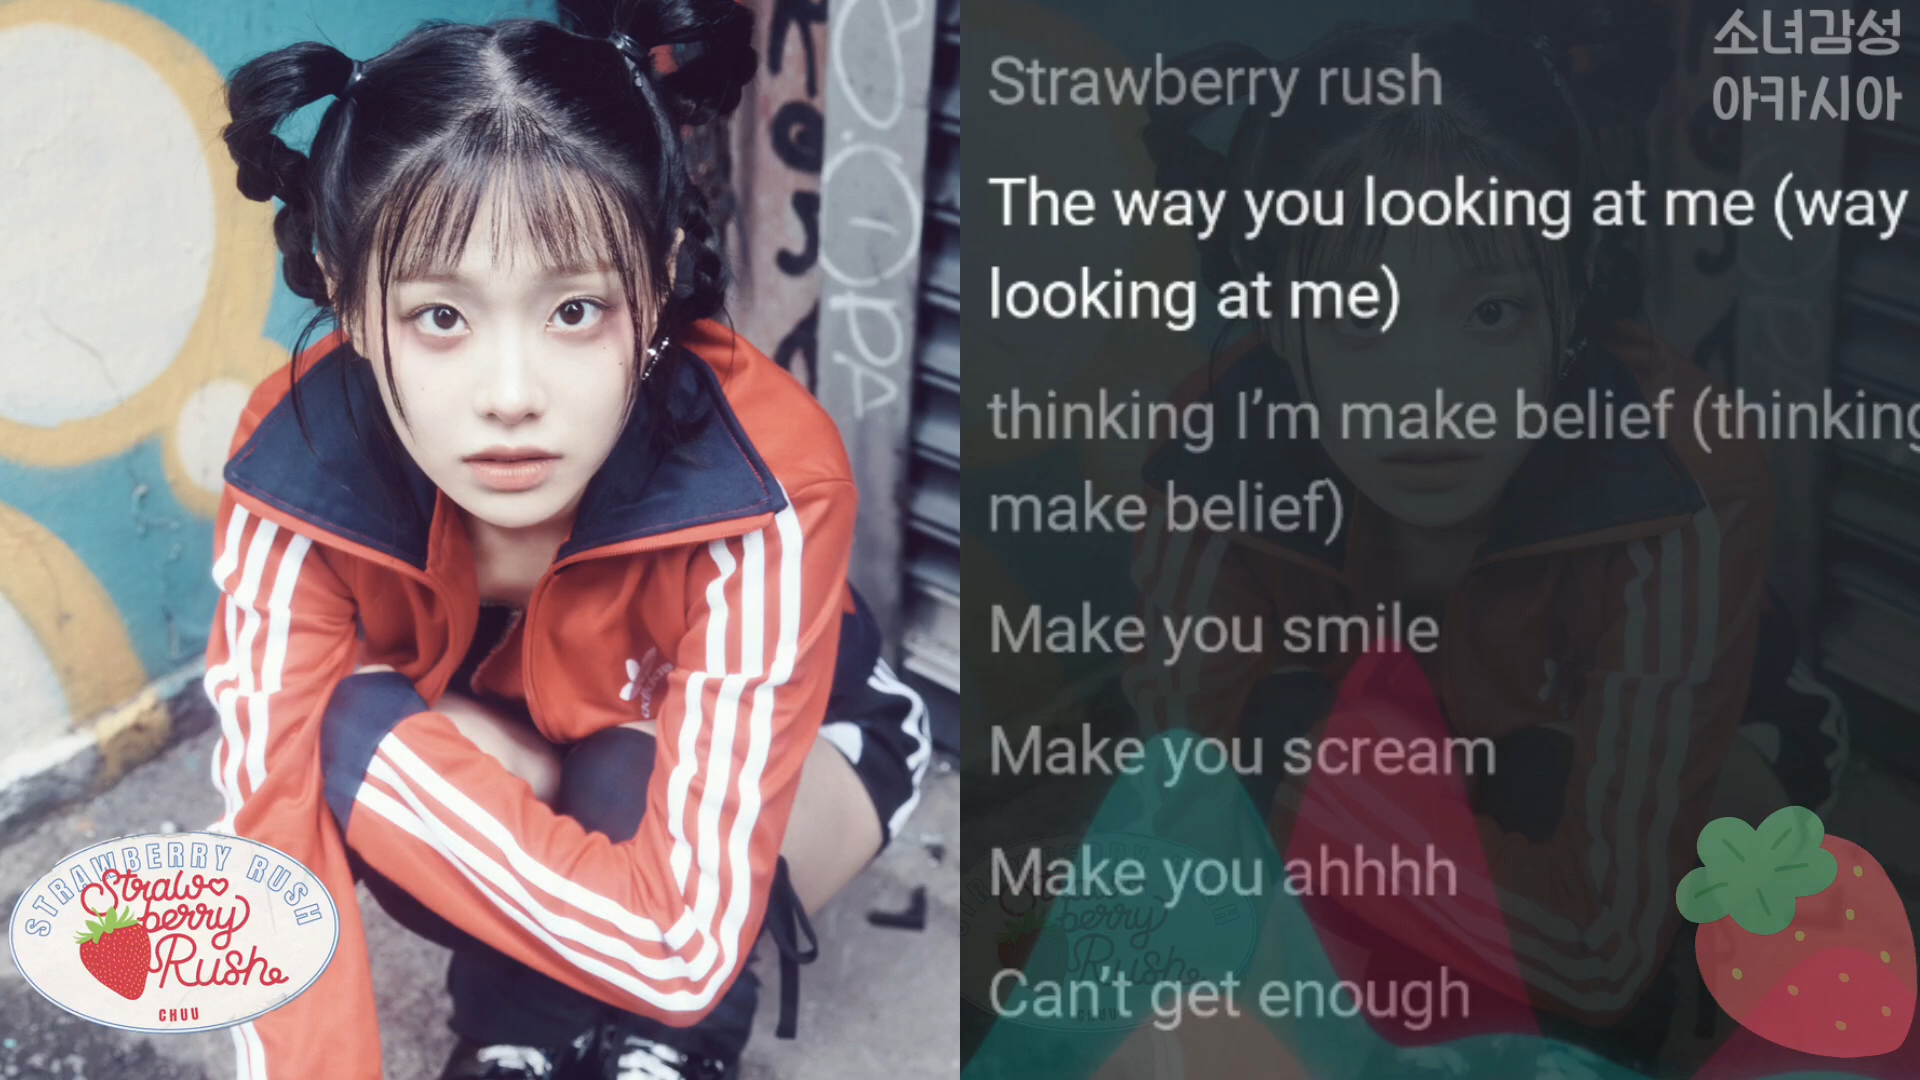 STRAWBERRY RUSH
Straw
berry
Rush
CHUU
소녀감성
아카시아
Strawberry rush
The way you looking at me (way
looking at me)
thinking I’m make belief (thinking
make belief)
Make you smile
Make you scream
Make you ahhhh
Can’t get enough